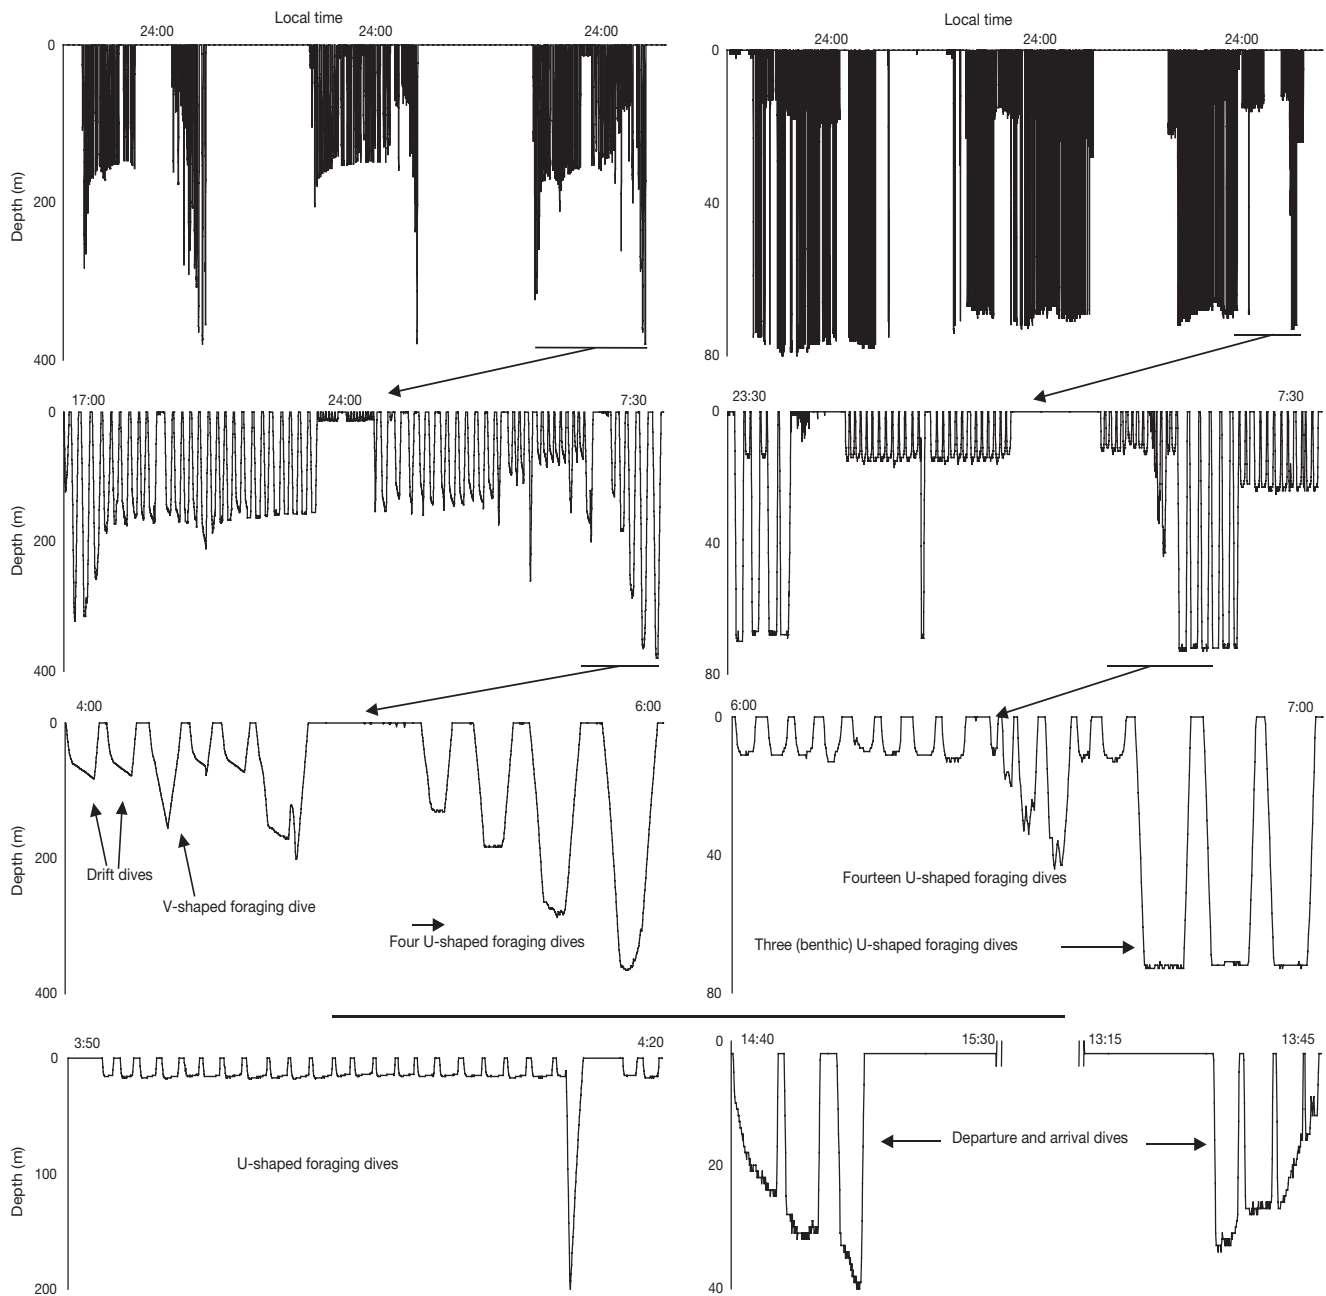 Local time
24:00 24:00 24:00
0
200
400
Depth (m)
Local time
24:00 24:00 24:00
0
40
80
17:00 24:00 7:30
0
200
400
Depth (m)
23:30 7:30
0
40
80
4:00 6:00
0
200
400
Depth (m)
Drift dives
V-shaped foraging dive
Four U-shaped foraging dives
6:00 7:00
0
40
80
Fourteen U-shaped foraging dives
Three (benthic) U-shaped foraging dives
3:50 4:20
0
100
200
Depth (m)
U-shaped foraging dives
14:40 15:30 13:15 13:45
0
20
40
Departure and arrival dives